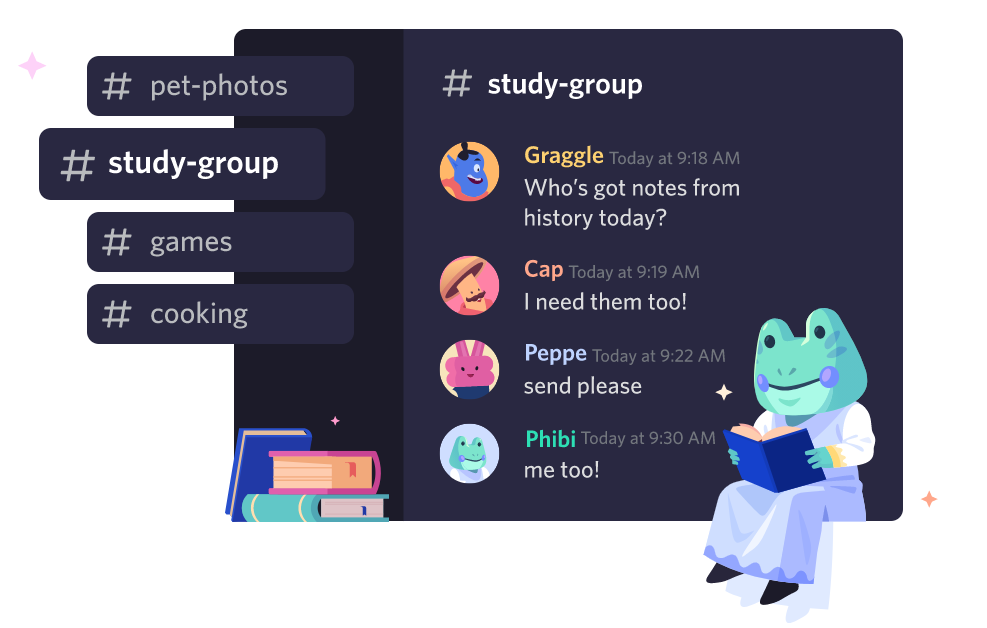 # pet-photos
# study-group
# games
# cooking
# study-group
Graggle Today at 9:18 AM
Who’s got notes from
history today?
Cap Today at 9:19 AM
I need them too!
Peppe Today at 9:22 AM
send please
Phibi Today at 9:30 AM
me too!